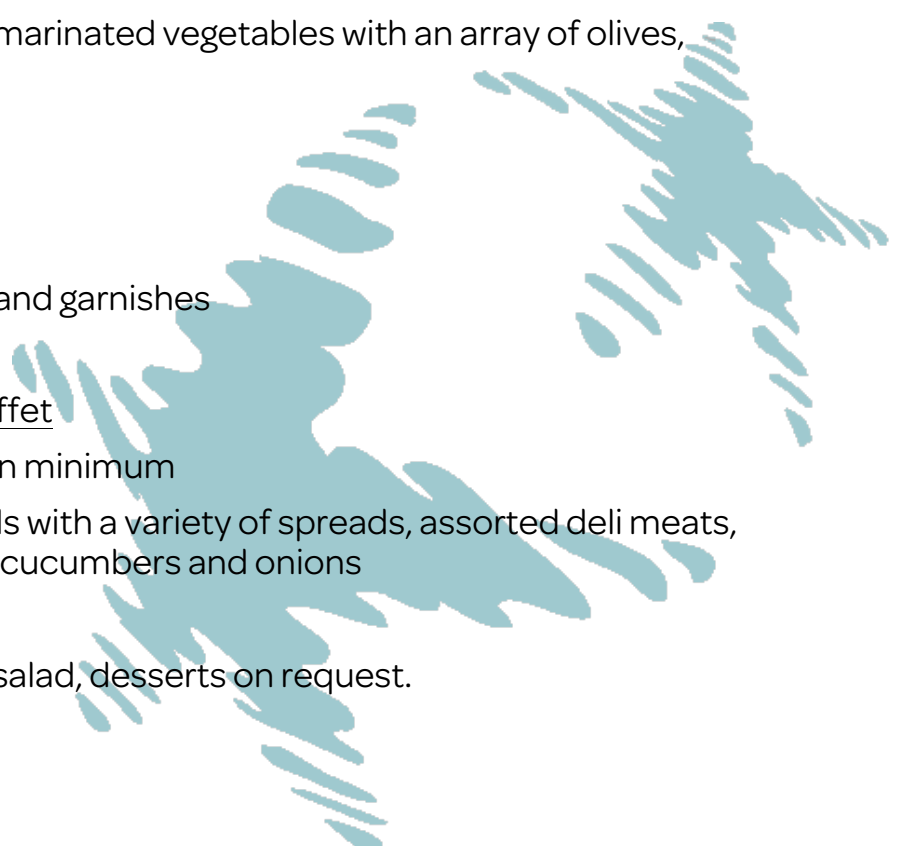 marinated vegetables with an array of olives,
and garnishes
ffet
n minimum
ls with a variety of spreads, assorted deli meats,
cucumbers and onions
salad, desserts on request.